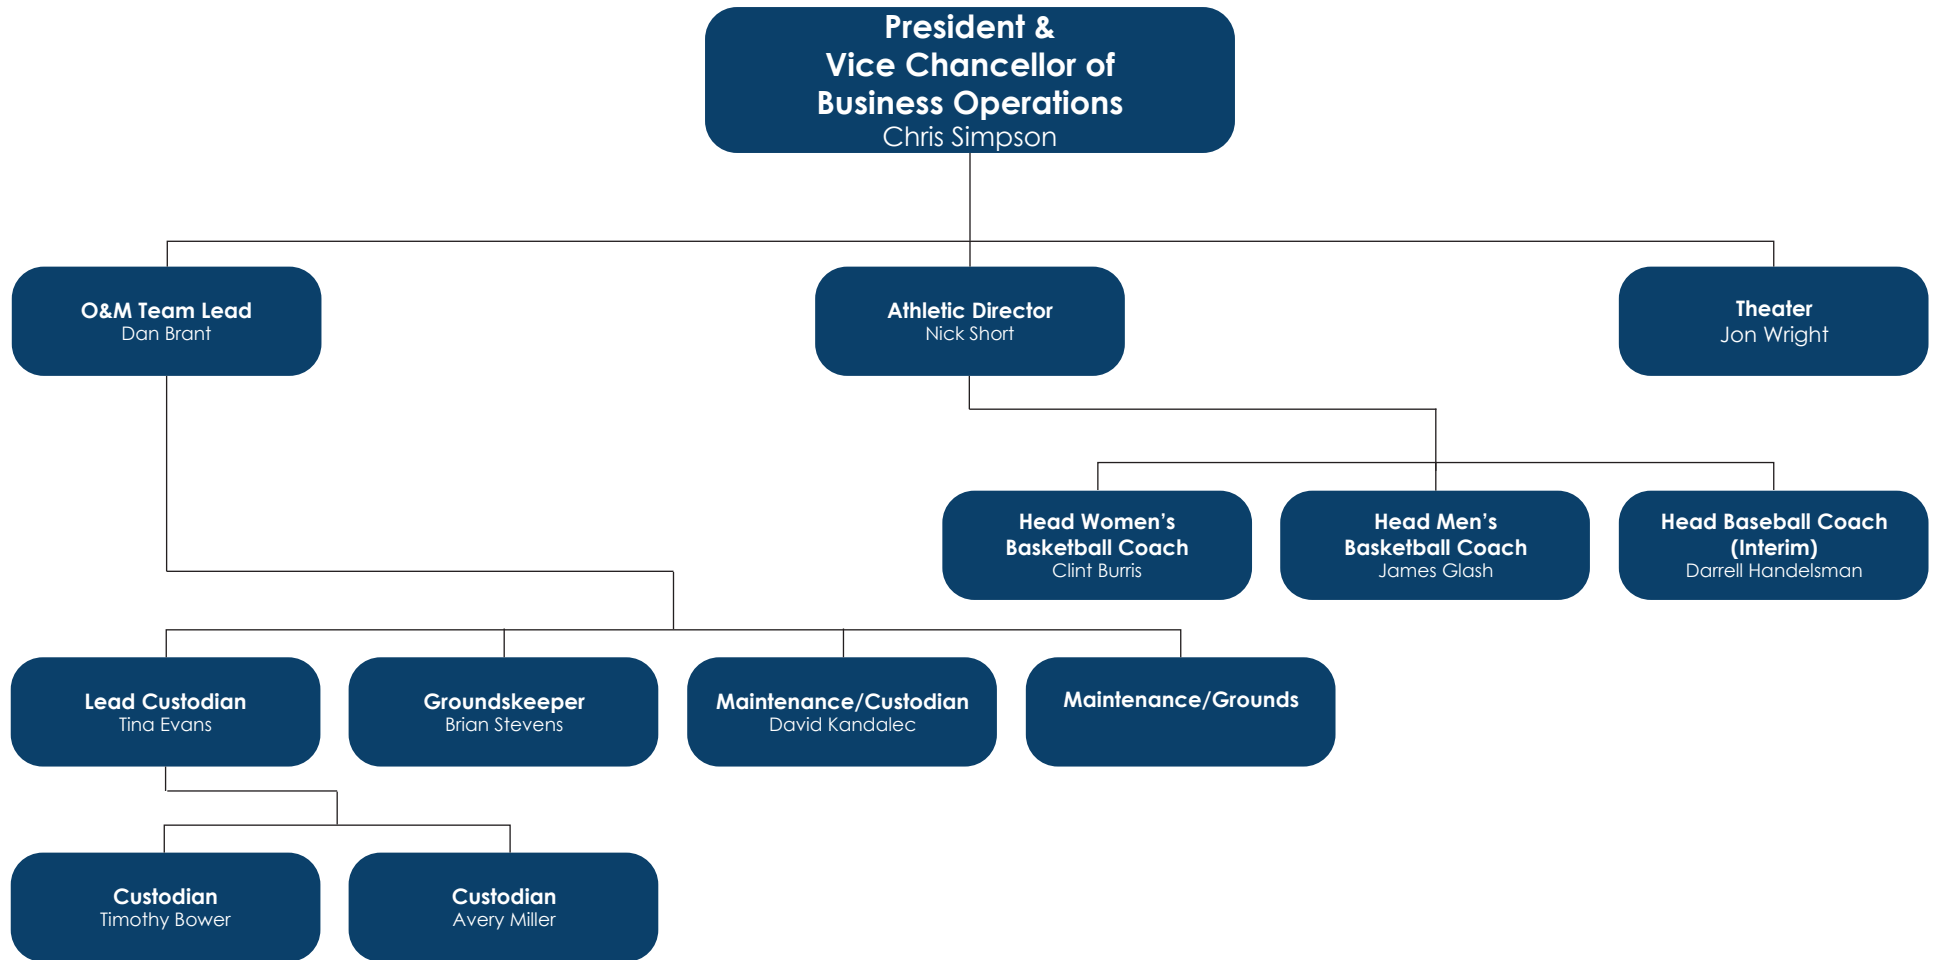 President &
Vice Chancellor of
Business Operations
Chris Simpson
O&M Team Lead
Dan Brant
Athletic Director
Nick Short
Theater
Jon Wright
Head Women’s
Basketball Coach
Clint Burris
Head Men’s
Basketball Coach
James Glash
Head Baseball Coach
(Interim)
Darrell Handelsman
Lead Custodian
Tina Evans
Groundskeeper
Brian Stevens
Maintenance/Custodian
David Kandalec
Maintenance/Grounds
Custodian
Timothy Bower
Custodian
Avery Miller